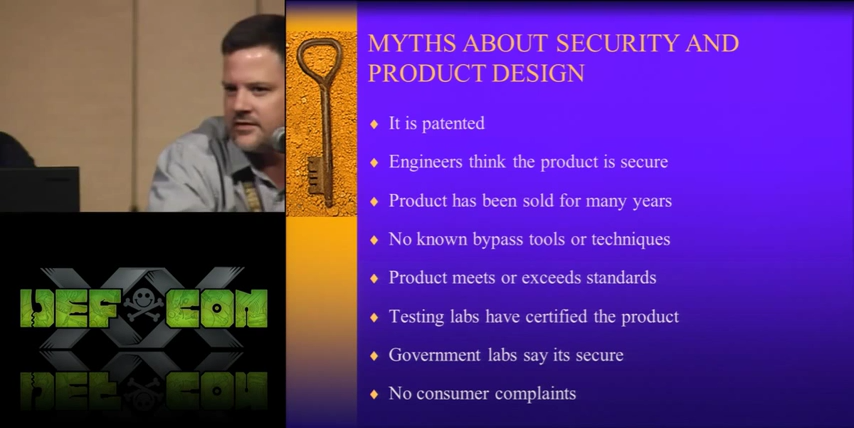 MYTHS ABOUT SECURITY AND
PRODUCT DESIGN
It is patented
Engineers think the product is secure
Product has been sold for many years
No known bypass tools or techniques
Product meets or exceeds standards
Testing labs have certified the product
Government labs say its secure
No consumer complaints
XX
DEF CON